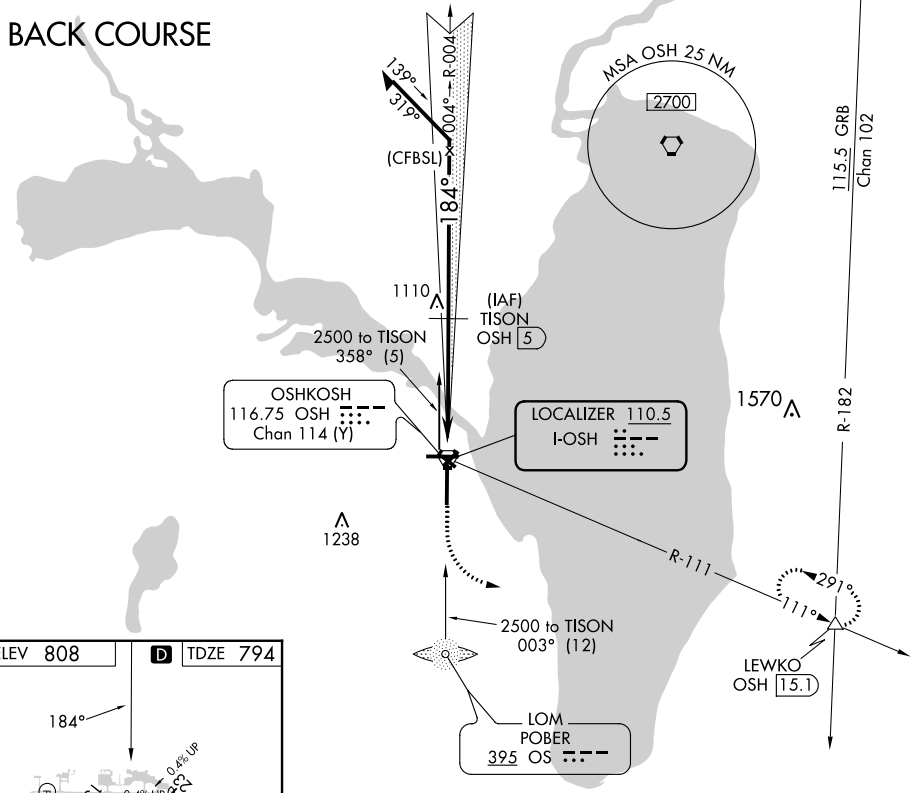 BACK COURSE
MSA OSH 25 NM
2700
139°
319°
004°
R-004
(CFBSL)
184°
115.5 GRB
Chan 102
1110
(IAF)
TISON
OSH 5
2500 to TISON
358° (5)
OSHKOSH
116.75 OSH
Chan 114 (Y)
LOCALIZER 110.5
I-OSH
1570
R-182
1238
R-111
111°
291°
2500 to TISON
003° (12)
LEWKO
OSH 15.1
LOM
POBER
395 OS
ELEV 808
D TDZE 794
184°
0.4% UP